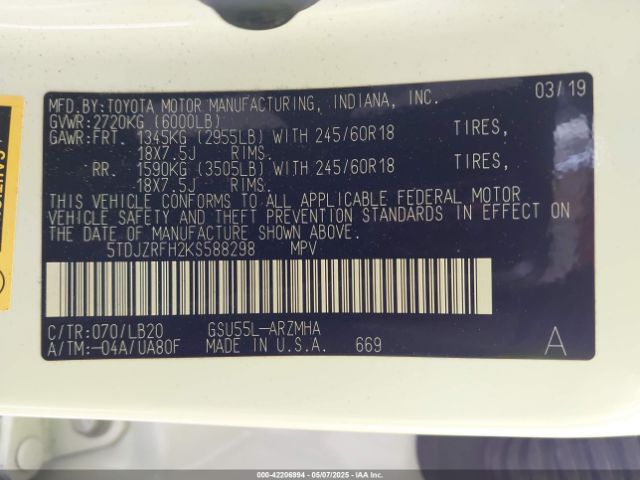 MFD.BY:TOYOTA MOTOR MANUFACTURING, INDIANA, INC. 03/19
GVWR:2720KG (6000LB)
GAWR:FRT. 1345KG (2955LB) WITH 245/60R18 TIRES,
18X7.5J RIMS.
RR. 1590KG (3505LB) WITH 245/60R18 TIRES,
18X7.5J RIMS.
THIS VEHICLE CONFORMS TO ALL APPLICABLE FEDERAL MOTOR
VEHICLE SAFETY AND THEFT PREVENTION STANDARDS IN EFFECT ON
THE DATE OF MANUFACTURE SHOWN ABOVE.
5TDJZRFH2KS588298 MPV
C/TR:070/LB20 GSU55L-ARZMHA
A/TM:-04A/UA80F MADE IN U.S.A. 669 A
000-42206994 | 05/07/2025 - Copyright IAA, Inc.